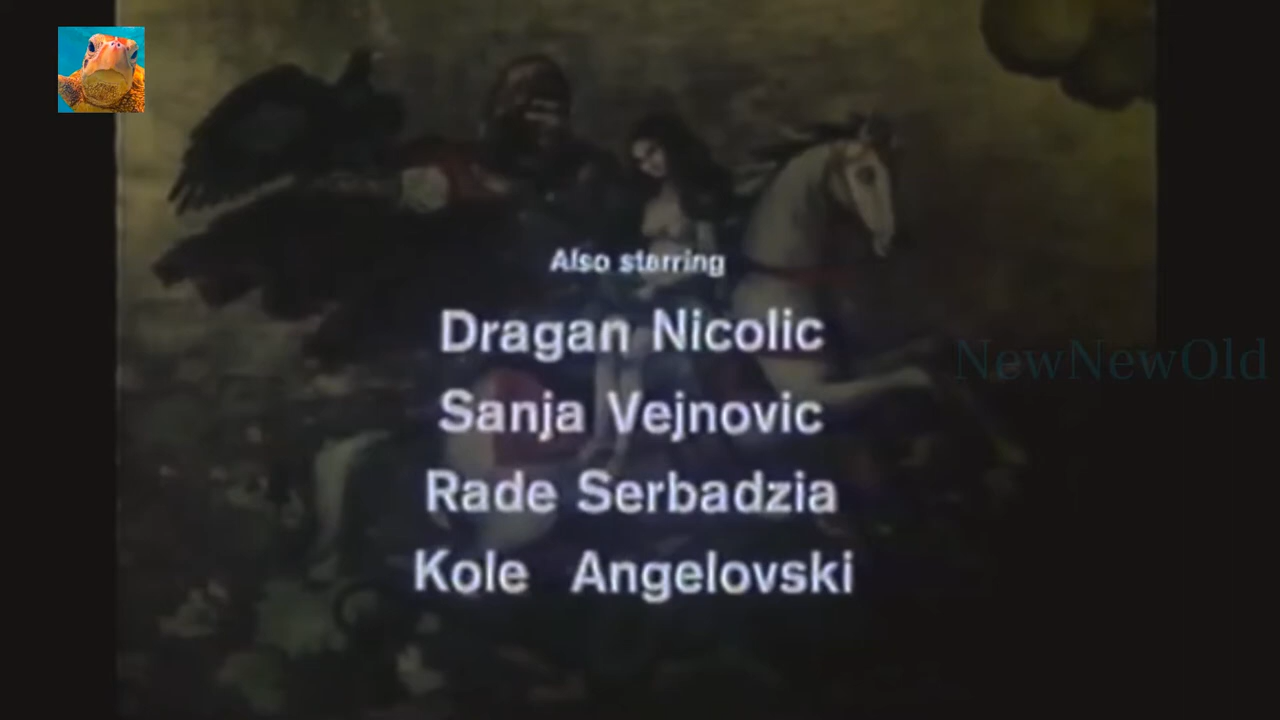 Also starring
Dragan Nicolic
NewNewOld
Sanja Vejnovic
Rade Serbadzia
Kole Angelovski